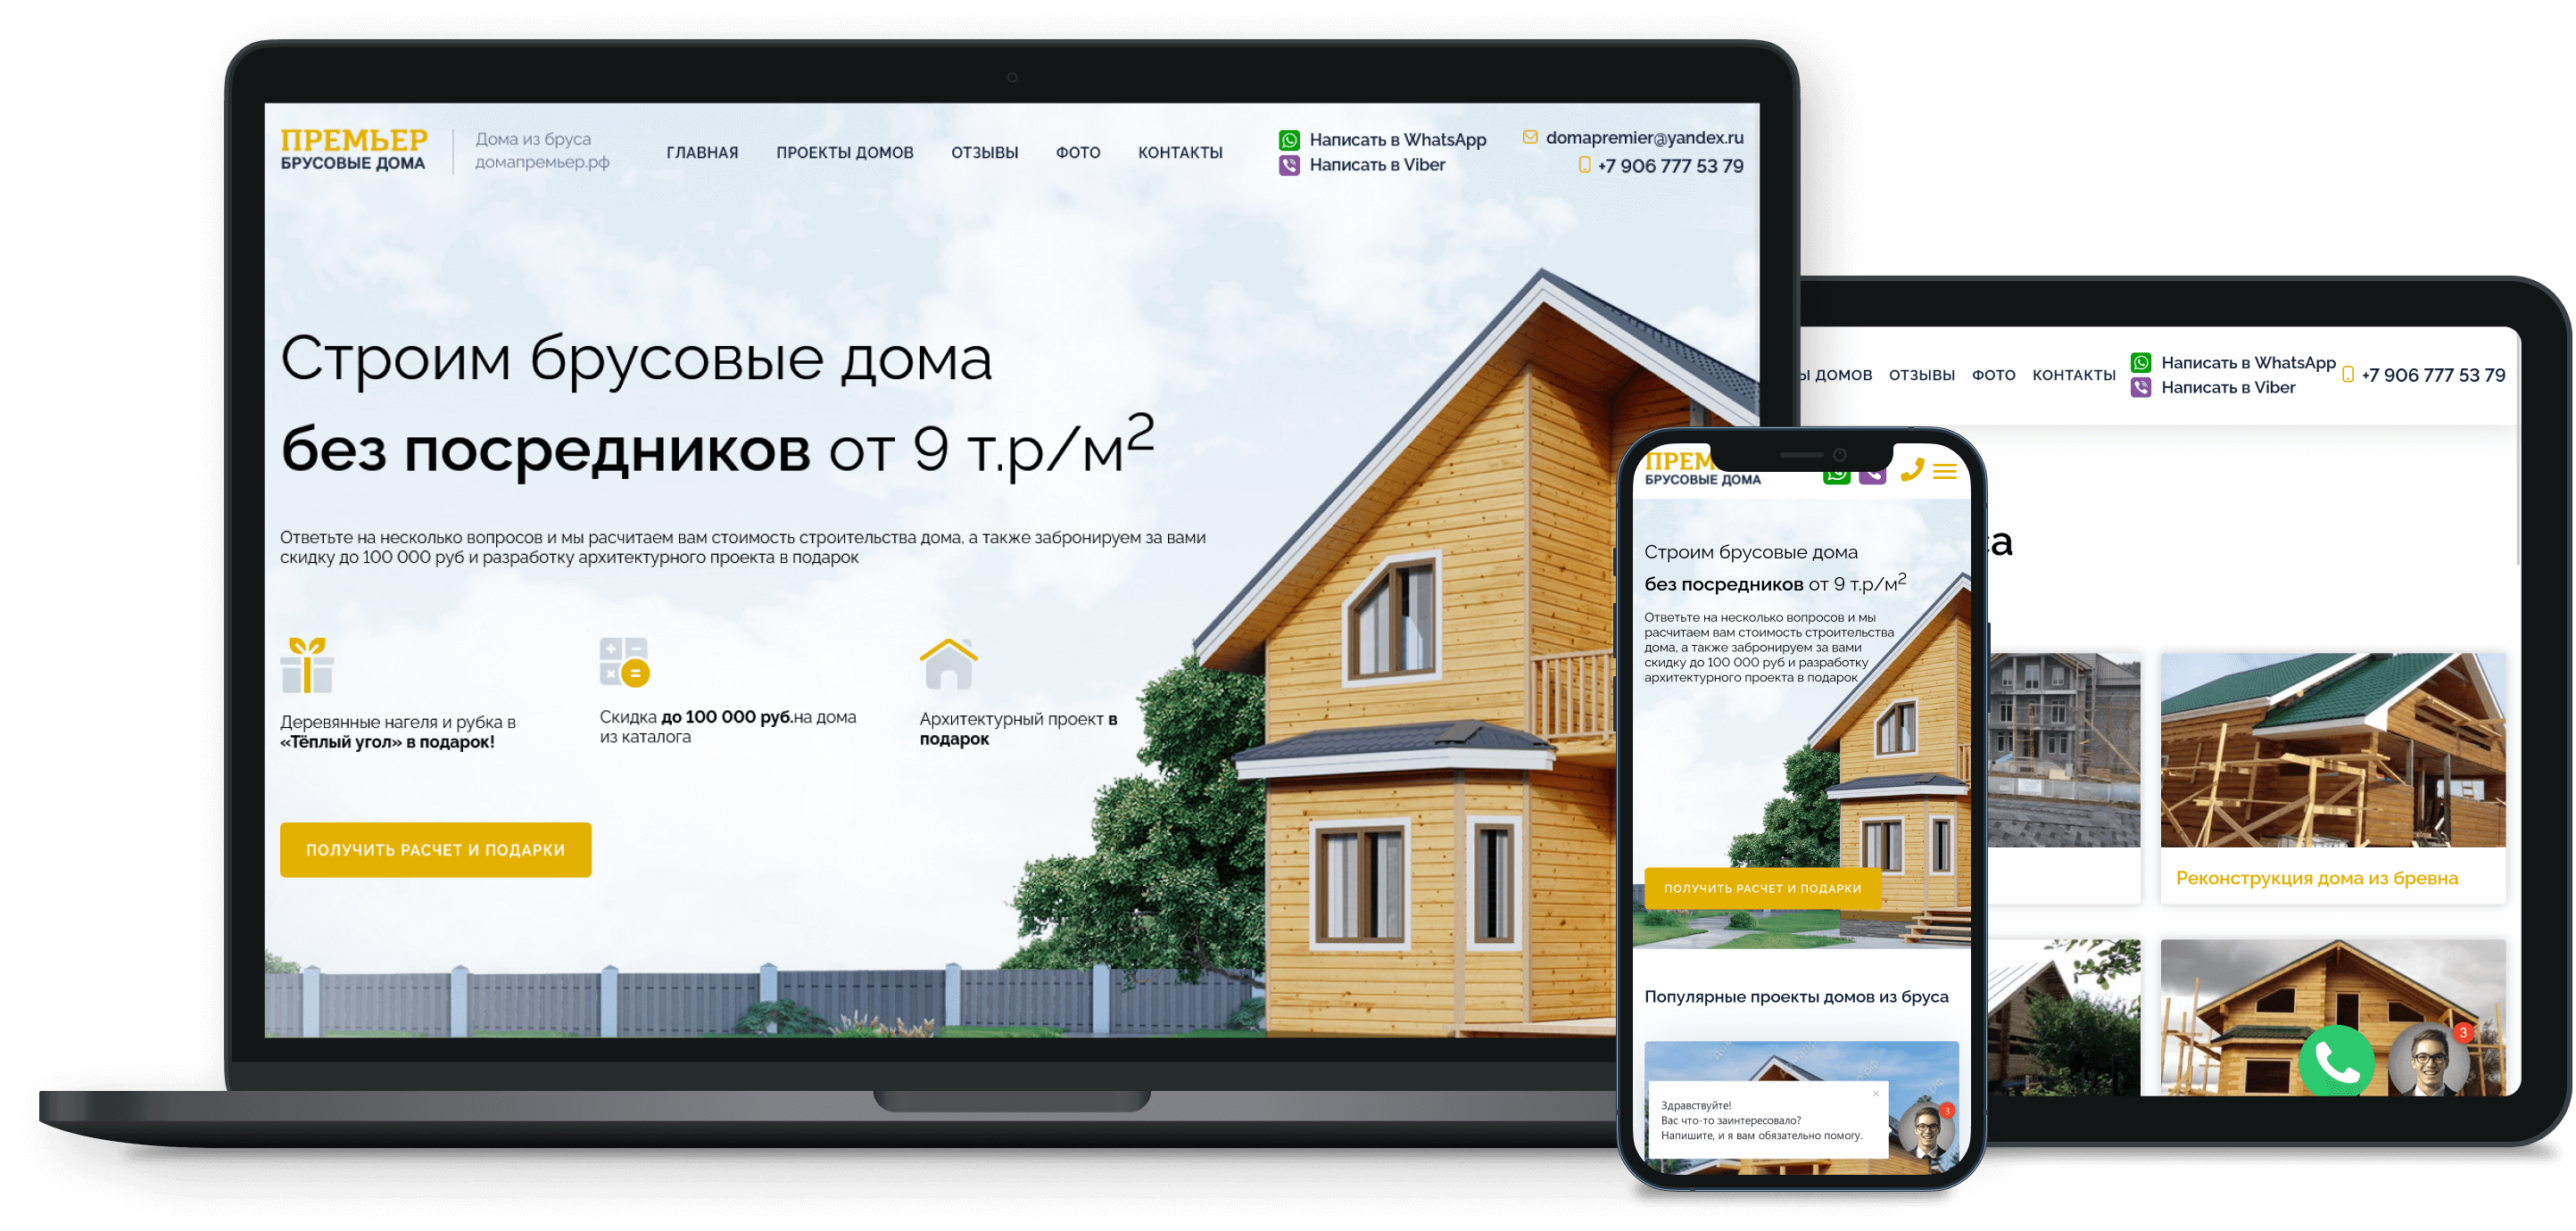 ПРЕМЬЕР
БРУСОВЫЕ ДОМА
Дома из бруса
домапремьер.рф
ГЛАВНАЯ ПРОЕКТЫ ДОМОВ ОТЗЫВЫ ФОТО КОНТАКТЫ
Написать в WhatsApp
Написать в Viber
domapremier@yandex.ru
+7 906 777 53 79
Строим брусовые дома
без посредников от 9 т.р/м²
Ответьте на несколько вопросов и мы расчитаем вам стоимость строительства дома, а также забронируем за вами
скидку до 100 000 руб и разработку архитектурного проекта в подарок
Деревянные нагеля и рубка в
«Тёплый угол» в подарок!
Скидка до 100 000 руб.на дома
из каталога
Архитектурный проект в
подарок
ПОЛУЧИТЬ РАСЧЕТ И ПОДАРКИ
ДОМОВ ОТЗЫВЫ ФОТО КОНТАКТЫ
Написать в WhatsApp
Написать в Viber
+7 906 777 53 79
Реконструкция дома из бревна
3
БРУСОВЫЕ ДОМА
Строим брусовые дома
без посредников от 9 т.р/м²
Ответьте на несколько вопросов и мы
расчитаем вам стоимость строительства
дома, а также забронируем за вами
скидку до 100 000 руб и разработку
архитектурного проекта в подарок
ПОЛУЧИТЬ РАСЧЕТ И ПОДАРКИ
Популярные проекты домов из бруса
Здравствуйте!
Вас что-то заинтересовало?
Напишите, и я вам обязательно помогу.
3